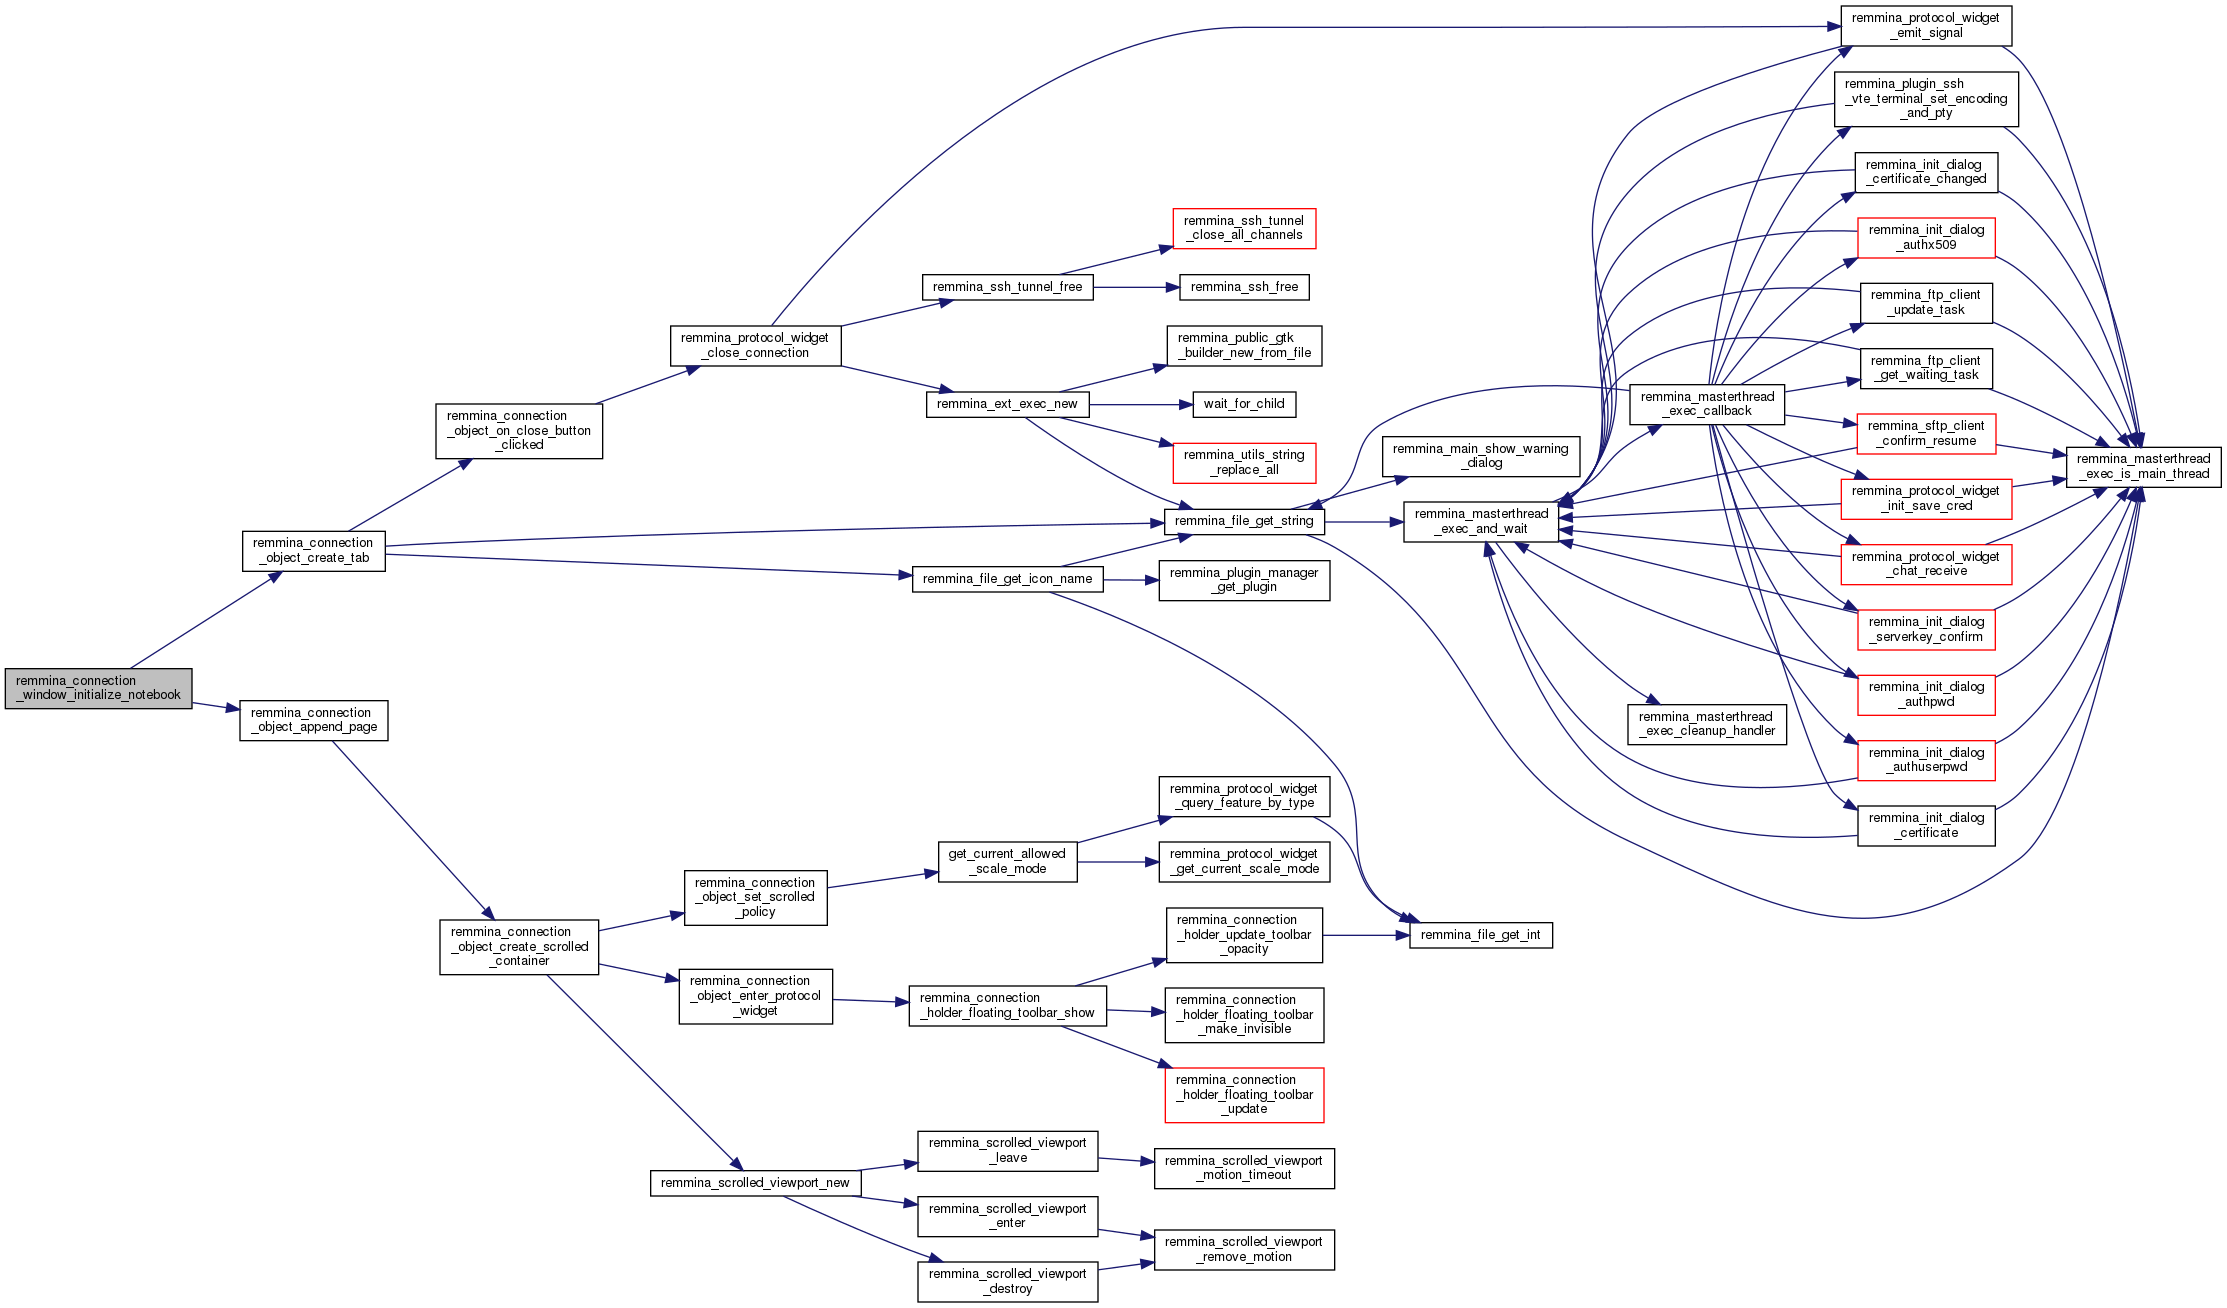 remmina_connection
_window_initialize_notebook
remmina_connection
_object_create_tab
remmina_connection
_object_append_page
remmina_connection
_object_on_close_button
_clicked
remmina_connection
_object_create_scrolled
_container
remmina_protocol_widget
_close_connection
remmina_connection
_object_set_scrolled
_policy
remmina_connection
_object_enter_protocol
_widget
remmina_scrolled_viewport_new
remmina_ssh_tunnel_free
remmina_ext_exec_new
remmina_file_get_icon_name
get_current_allowed
_scale_mode
remmina_connection
_holder_floating_toolbar_show
remmina_scrolled_viewport
_leave
remmina_scrolled_viewport
_enter
remmina_scrolled_viewport
_destroy
remmina_ssh_tunnel
_close_all_channels
remmina_ssh_free
remmina_public_gtk
_builder_new_from_file
wait_for_child
remmina_utils_string
_replace_all
remmina_file_get_string
remmina_plugin_manager
_get_plugin
remmina_protocol_widget
_query_feature_by_type
remmina_protocol_widget
_get_current_scale_mode
remmina_connection
_holder_update_toolbar
_opacity
remmina_connection
_holder_floating_toolbar
_make_invisible
remmina_connection
_holder_floating_toolbar
_update
remmina_scrolled_viewport
_motion_timeout
remmina_scrolled_viewport
_remove_motion
remmina_main_show_warning
_dialog
remmina_masterthread
_exec_and_wait
remmina_file_get_int
remmina_masterthread
_exec_callback
remmina_masterthread
_exec_cleanup_handler
remmina_protocol_widget
_emit_signal
remmina_plugin_ssh
_vte_terminal_set_encoding
_and_pty
remmina_init_dialog
_certificate_changed
remmina_init_dialog
_authx509
remmina_ftp_client
_update_task
remmina_ftp_client
_get_waiting_task
remmina_sftp_client
_confirm_resume
remmina_protocol_widget
_init_save_cred
remmina_protocol_widget
_chat_receive
remmina_init_dialog
_serverkey_confirm
remmina_init_dialog
_authpwd
remmina_init_dialog
_authuserpwd
remmina_init_dialog
_certificate
remmina_masterthread
_exec_is_main_thread